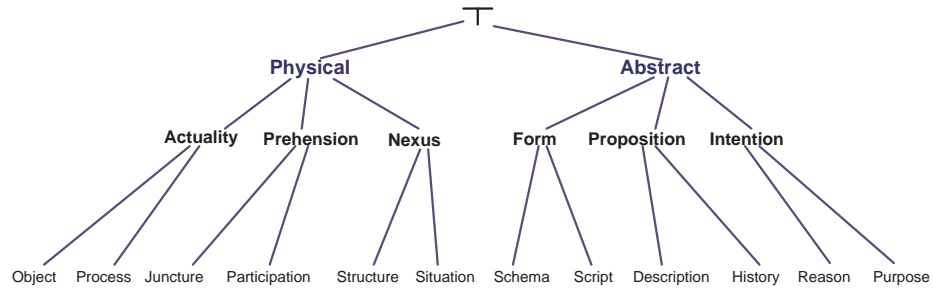 ⊤
Physical Abstract
Actuality Prehension Nexus Form Proposition Intention
Object Process Juncture Participation Structure Situation Schema Script Description History Reason Purpose